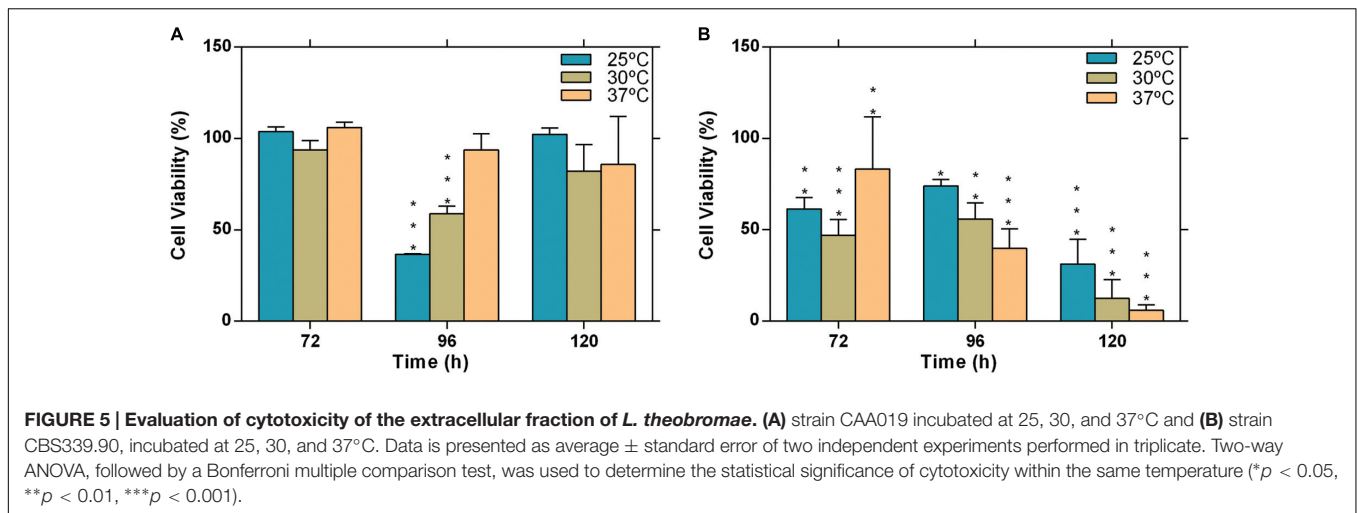 A
150
100
50
0
Cell Viability (%)
25ºC
30ºC
37ºC
* * *
* * *
72
96
120
Time (h)
B
150
100
50
0
Cell Viability (%)
25ºC
30ºC
37ºC
* *
* * *
* *
*
* *
* * *
* * *
* * *
* * *
72
96
120
Time (h)
FIGURE 5 | Evaluation of cytotoxicity of the extracellular fraction of L. theobromae. (A) strain CAA019 incubated at 25, 30, and 37°C and (B) strain
CBS339.90, incubated at 25, 30, and 37°C. Data is presented as average ± standard error of two independent experiments performed in triplicate. Two-way
ANOVA, followed by a Bonferroni multiple comparison test, was used to determine the statistical significance of cytotoxicity within the same temperature (*p < 0.05,
**p < 0.01, ***p < 0.001).